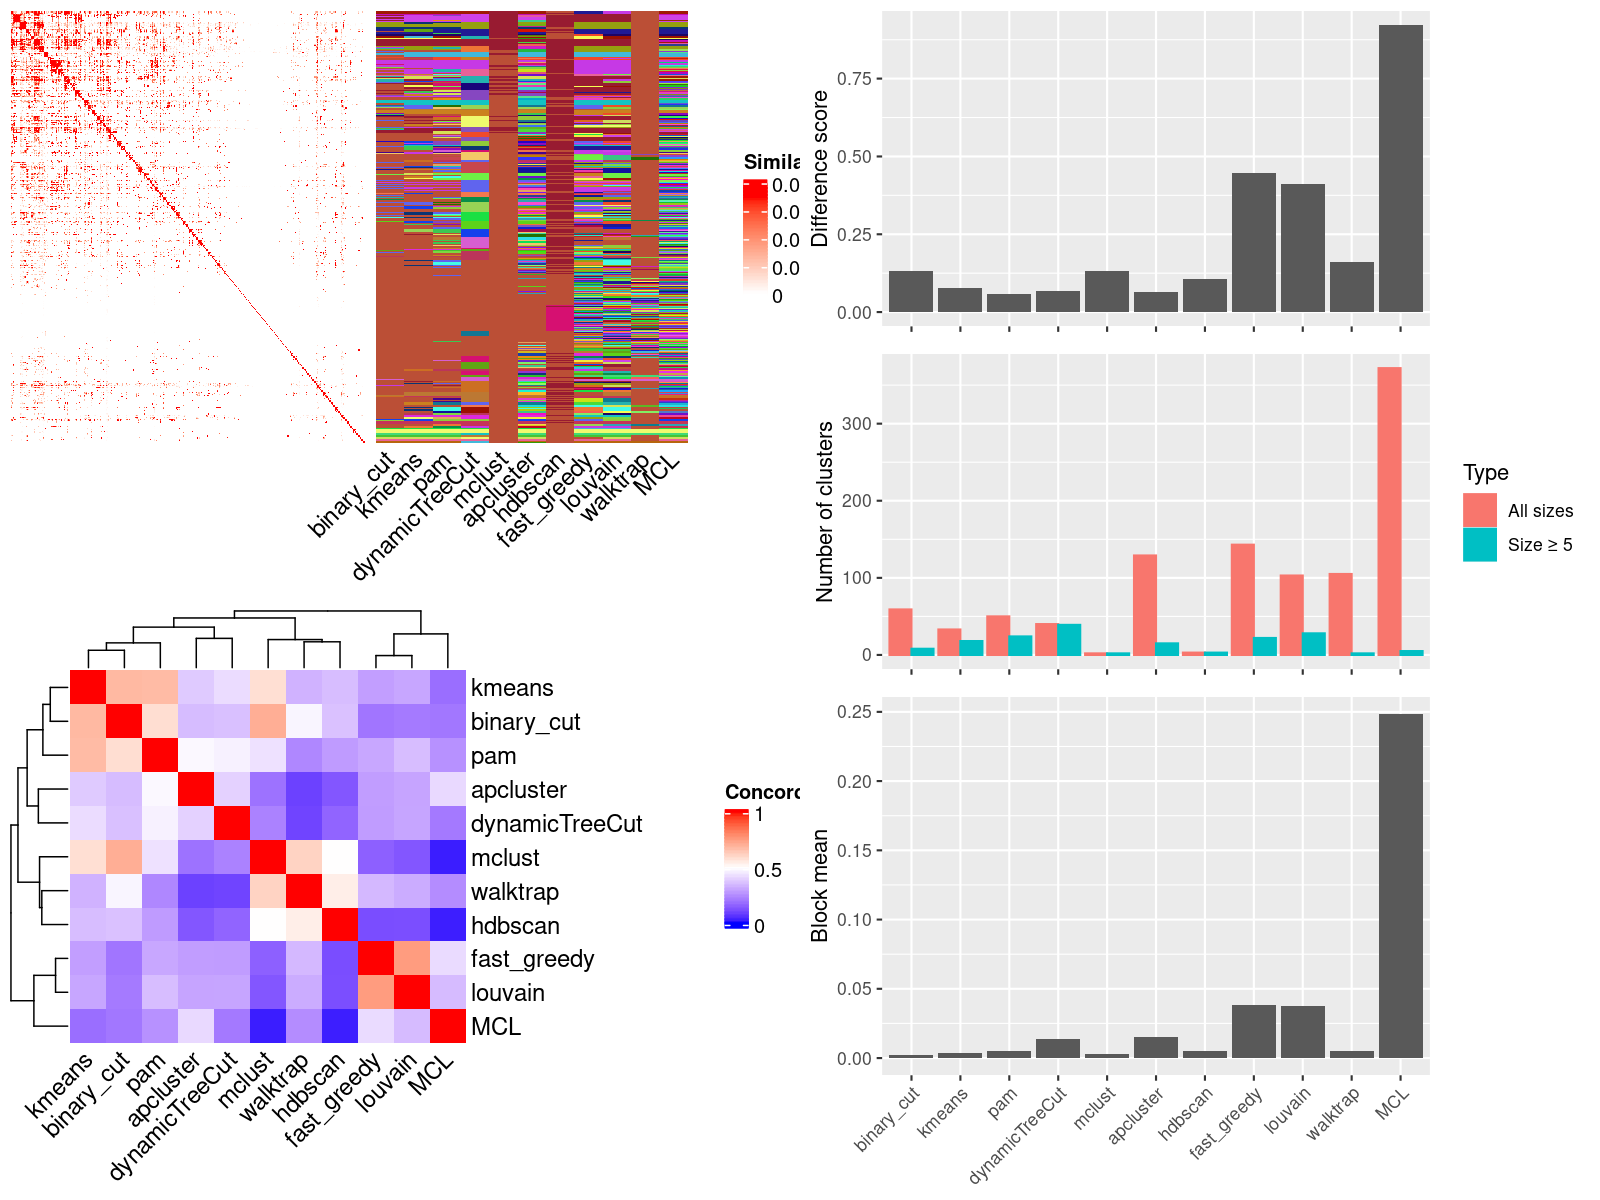 Simila
0.0
0.0
0.0
0.0
0
binary_cut
kmeans
pam
dynamicTreeCut
mclust
apcluster
hdbscan
fast_greedy
louvain
walktrap
MCL
kmeans
binary_cut
pam
apcluster
dynamicTreeCut
mclust
walktrap
hdbscan
fast_greedy
louvain
MCL
kmeans
binary_cut
pam
apcluster
dynamicTreeCut
mclust
walktrap
hdbscan
fast_greedy
louvain
MCL
Concord
1
0.5
0
Difference score
0.75
0.50
0.25
0.00
Number of clusters
300
200
100
0
Type
All sizes
Size ≥ 5
Block mean
0.25
0.20
0.15
0.10
0.05
0.00
binary_cut
kmeans
pam
dynamicTreeCut
mclust
apcluster
hdbscan
fast_greedy
louvain
walktrap
MCL